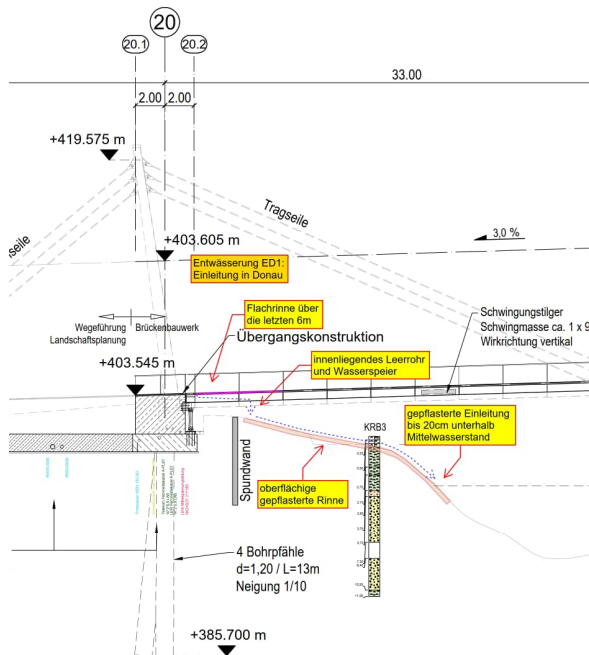 20
20.1
20.2
33.00
2.00
2.00
+419.575 m
Tragseile
+403.605 m
3,0 %
Entwässerung ED1:
Einleitung in Donau
Flachrinne über
die letzten 6m
Wegeführung
Brückenbauwerk
Landschaftsplanung
Übergangskonstruktion
Schwingungstilger
Schwingmasse ca. 1 x 9
Wirkrichtung vertikal
+403.545 m
innenliegendes Leerrohr
und Wasserspeier
KRB3
gepflasterte Einleitung
bis 20cm unterhalb
Mittelwasserstand
Spundwand
oberflächige
gepflasterte Rinne
4 Bohrpfähle
d=1,20 / L=13m
Neigung 1/10
+385.700 m